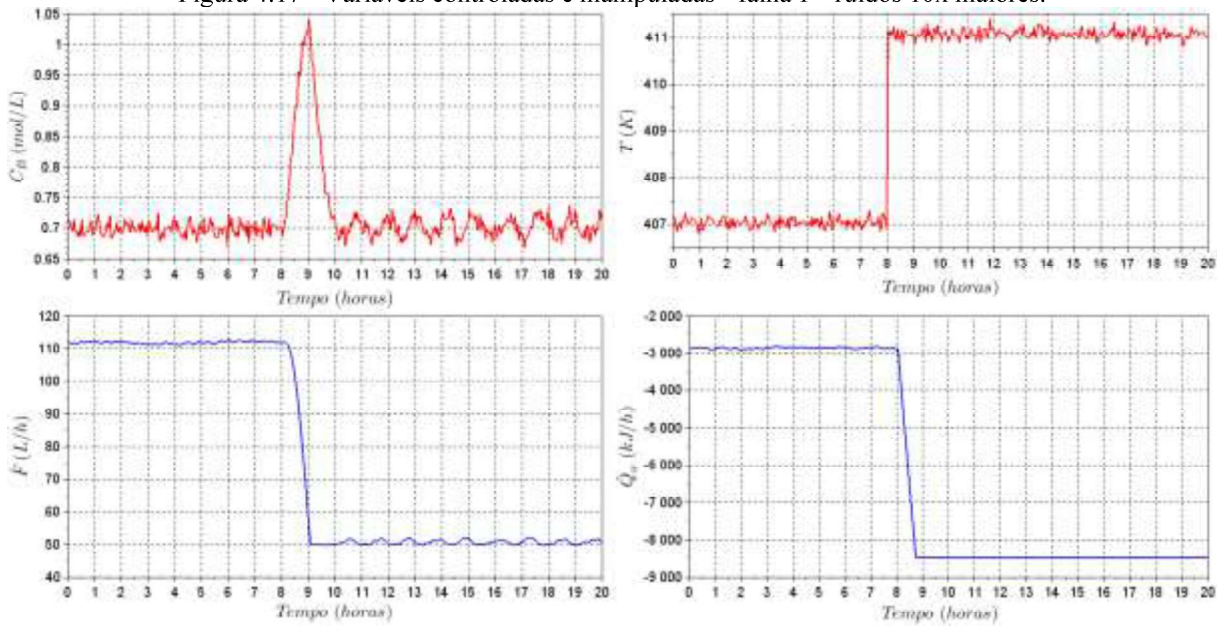 Figura 4.17 - Variáveis controladas e manipuladas - falha 1 - ruídos 10x maiores.
1.05
1
0.95
0.9
0.85
0.8
0.75
0.7
0.65
C_B (mol/L)
0 1 2 3 4 5 6 7 8 9 10 11 12 13 14 15 16 17 18 19 20
Tempo (horas)
411
410
409
408
407
T (K)
0 1 2 3 4 5 6 7 8 9 10 11 12 13 14 15 16 17 18 19 20
Tempo (horas)
120
110
100
90
80
70
60
50
40
F (L/h)
0 1 2 3 4 5 6 7 8 9 10 11 12 13 14 15 16 17 18 19 20
Tempo (horas)
-2 000
-3 000
-4 000
-5 000
-6 000
-7 000
-8 000
-9 000
(kJ/h)
0 1 2 3 4 5 6 7 8 9 10 11 12 13 14 15 16 17 18 19 20
Tempo (horas)